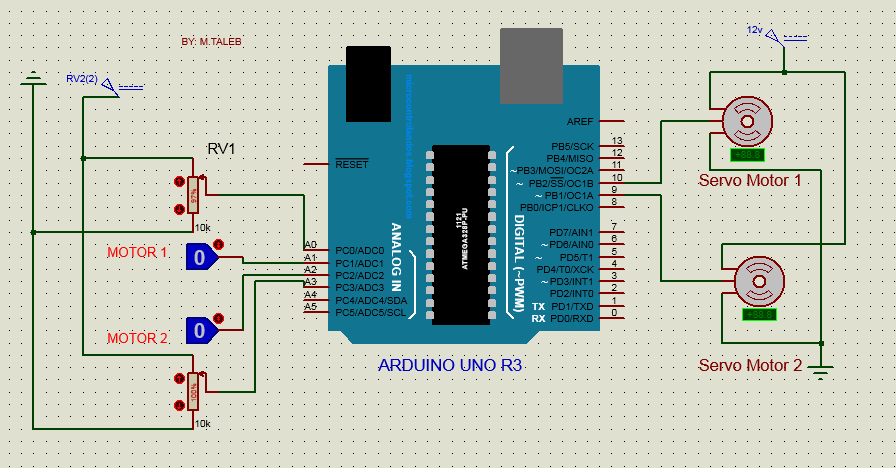 BY: M.TALEB
12v
RV2(2)
RV1
97%
10k
MOTOR 1
0
MOTOR 2
0
100%
10k
microcontrolandos.blogspot.com
RESET
AREF
1121
ATMEGA328P-PU
ANALOG IN
DIGITAL (~PWM)
A0 PC0/ADC0
A1 PC1/ADC1
A2 PC2/ADC2
A3 PC3/ADC3
A4 PC4/ADC4/SDA
A5 PC5/ADC5/SCL
PB5/SCK 13
PB4/MISO 12
~PB3/MOSI/OC2A 11
~ PB2/SS/OC1B 10
~ PB1/OC1A 9
PB0/ICP1/CLKO 8
PD7/AIN1 7
~ PD6/AIN0 6
~ PD5/T1 5
PD4/T0/XCK 4
~ PD3/INT1 3
PD2/INT0 2
TX PD1/TXD 1
RX PD0/RXD 0
ARDUINO UNO R3
Servo Motor 1
Servo Motor 2